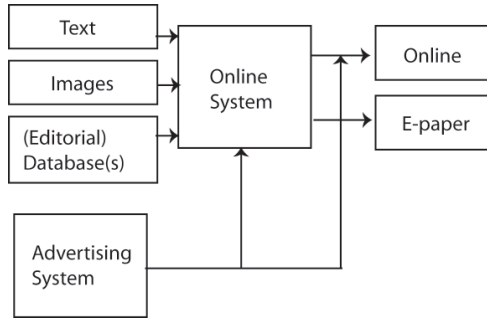 Text
Images
(Editorial)
Database(s)
Advertising
System
Online
System
Online
E-paper